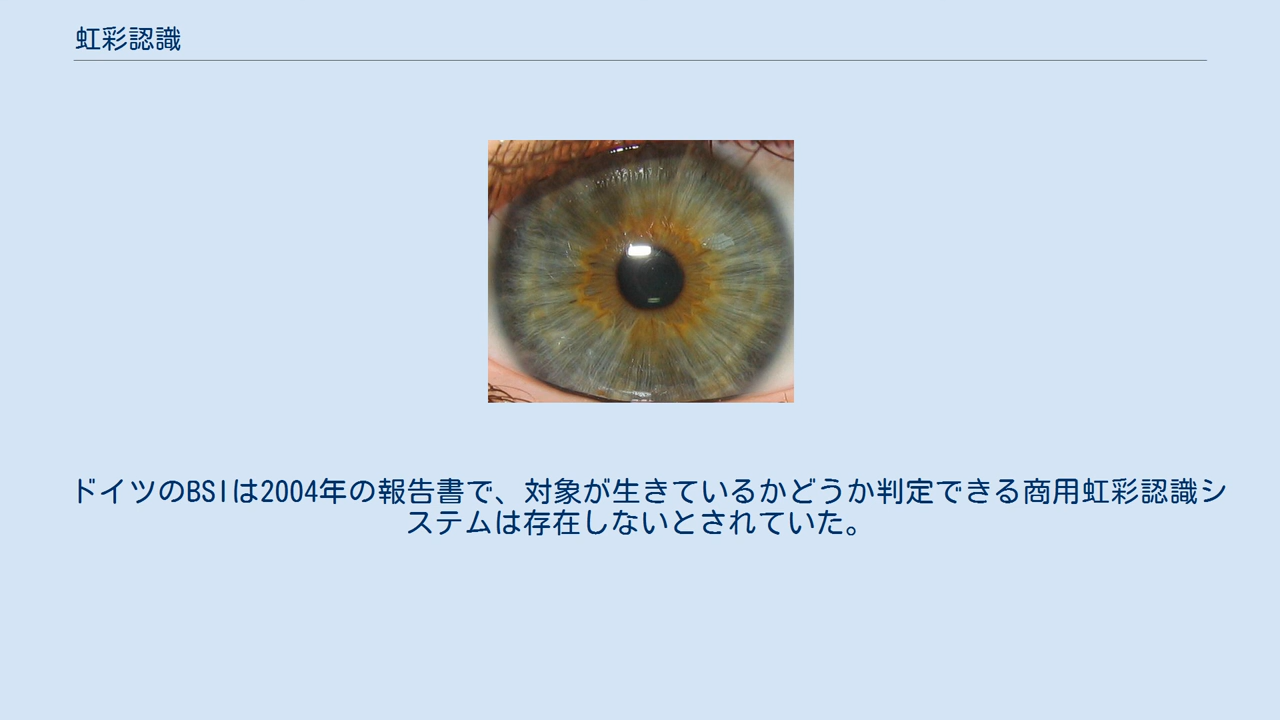 虹彩認識
ドイツのBSIは2004年の報告書で、対象が生きているかどうか判定できる商用虹彩認識シ
ステムは存在しないとされていた。